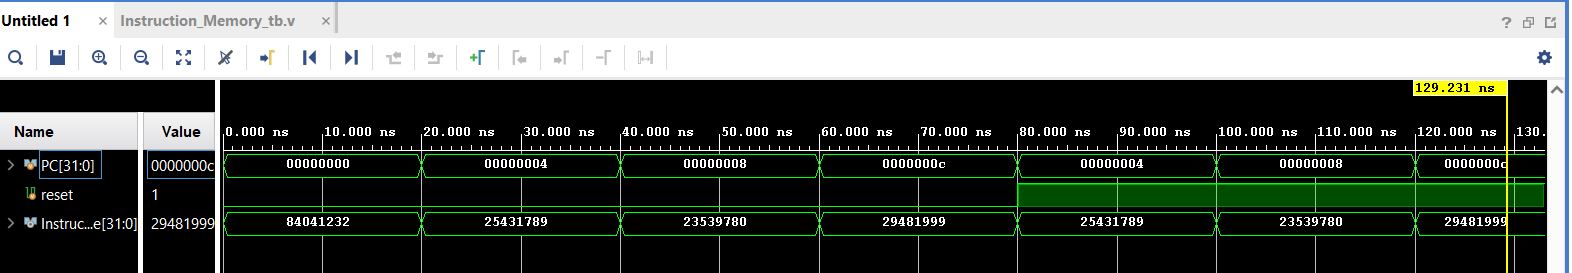 Untitled 1 × Instruction_Memory_tb.v × ?
129.231 ns
Name Value 0.000 ns 10.000 ns 20.000 ns 30.000 ns 40.000 ns 50.000 ns 60.000 ns 70.000 ns 80.000 ns 90.000 ns 100.000 ns 110.000 ns 120.000 ns 130.
PC[31:0] 0000000c 00000000 00000004 00000008 0000000c 00000004 00000008 0000000c
reset 1
Instruc...e[31:0] 29481999 84041232 25431789 23539780 29481999 25431789 23539780 29481999